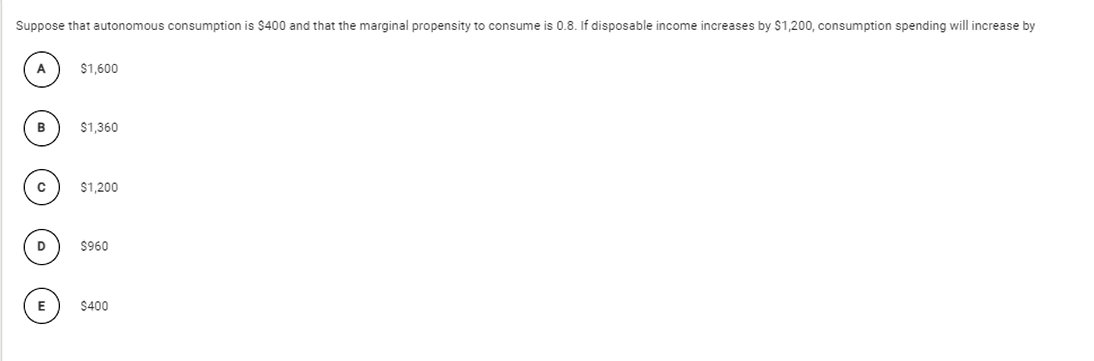 Suppose that autonomous consumption is $400 and that the marginal propensity to consume is 0.8. If disposable income increases by $1,200, consumption spending will increase by
A $1,600
B $1,360
C $1,200
D $960
E $400